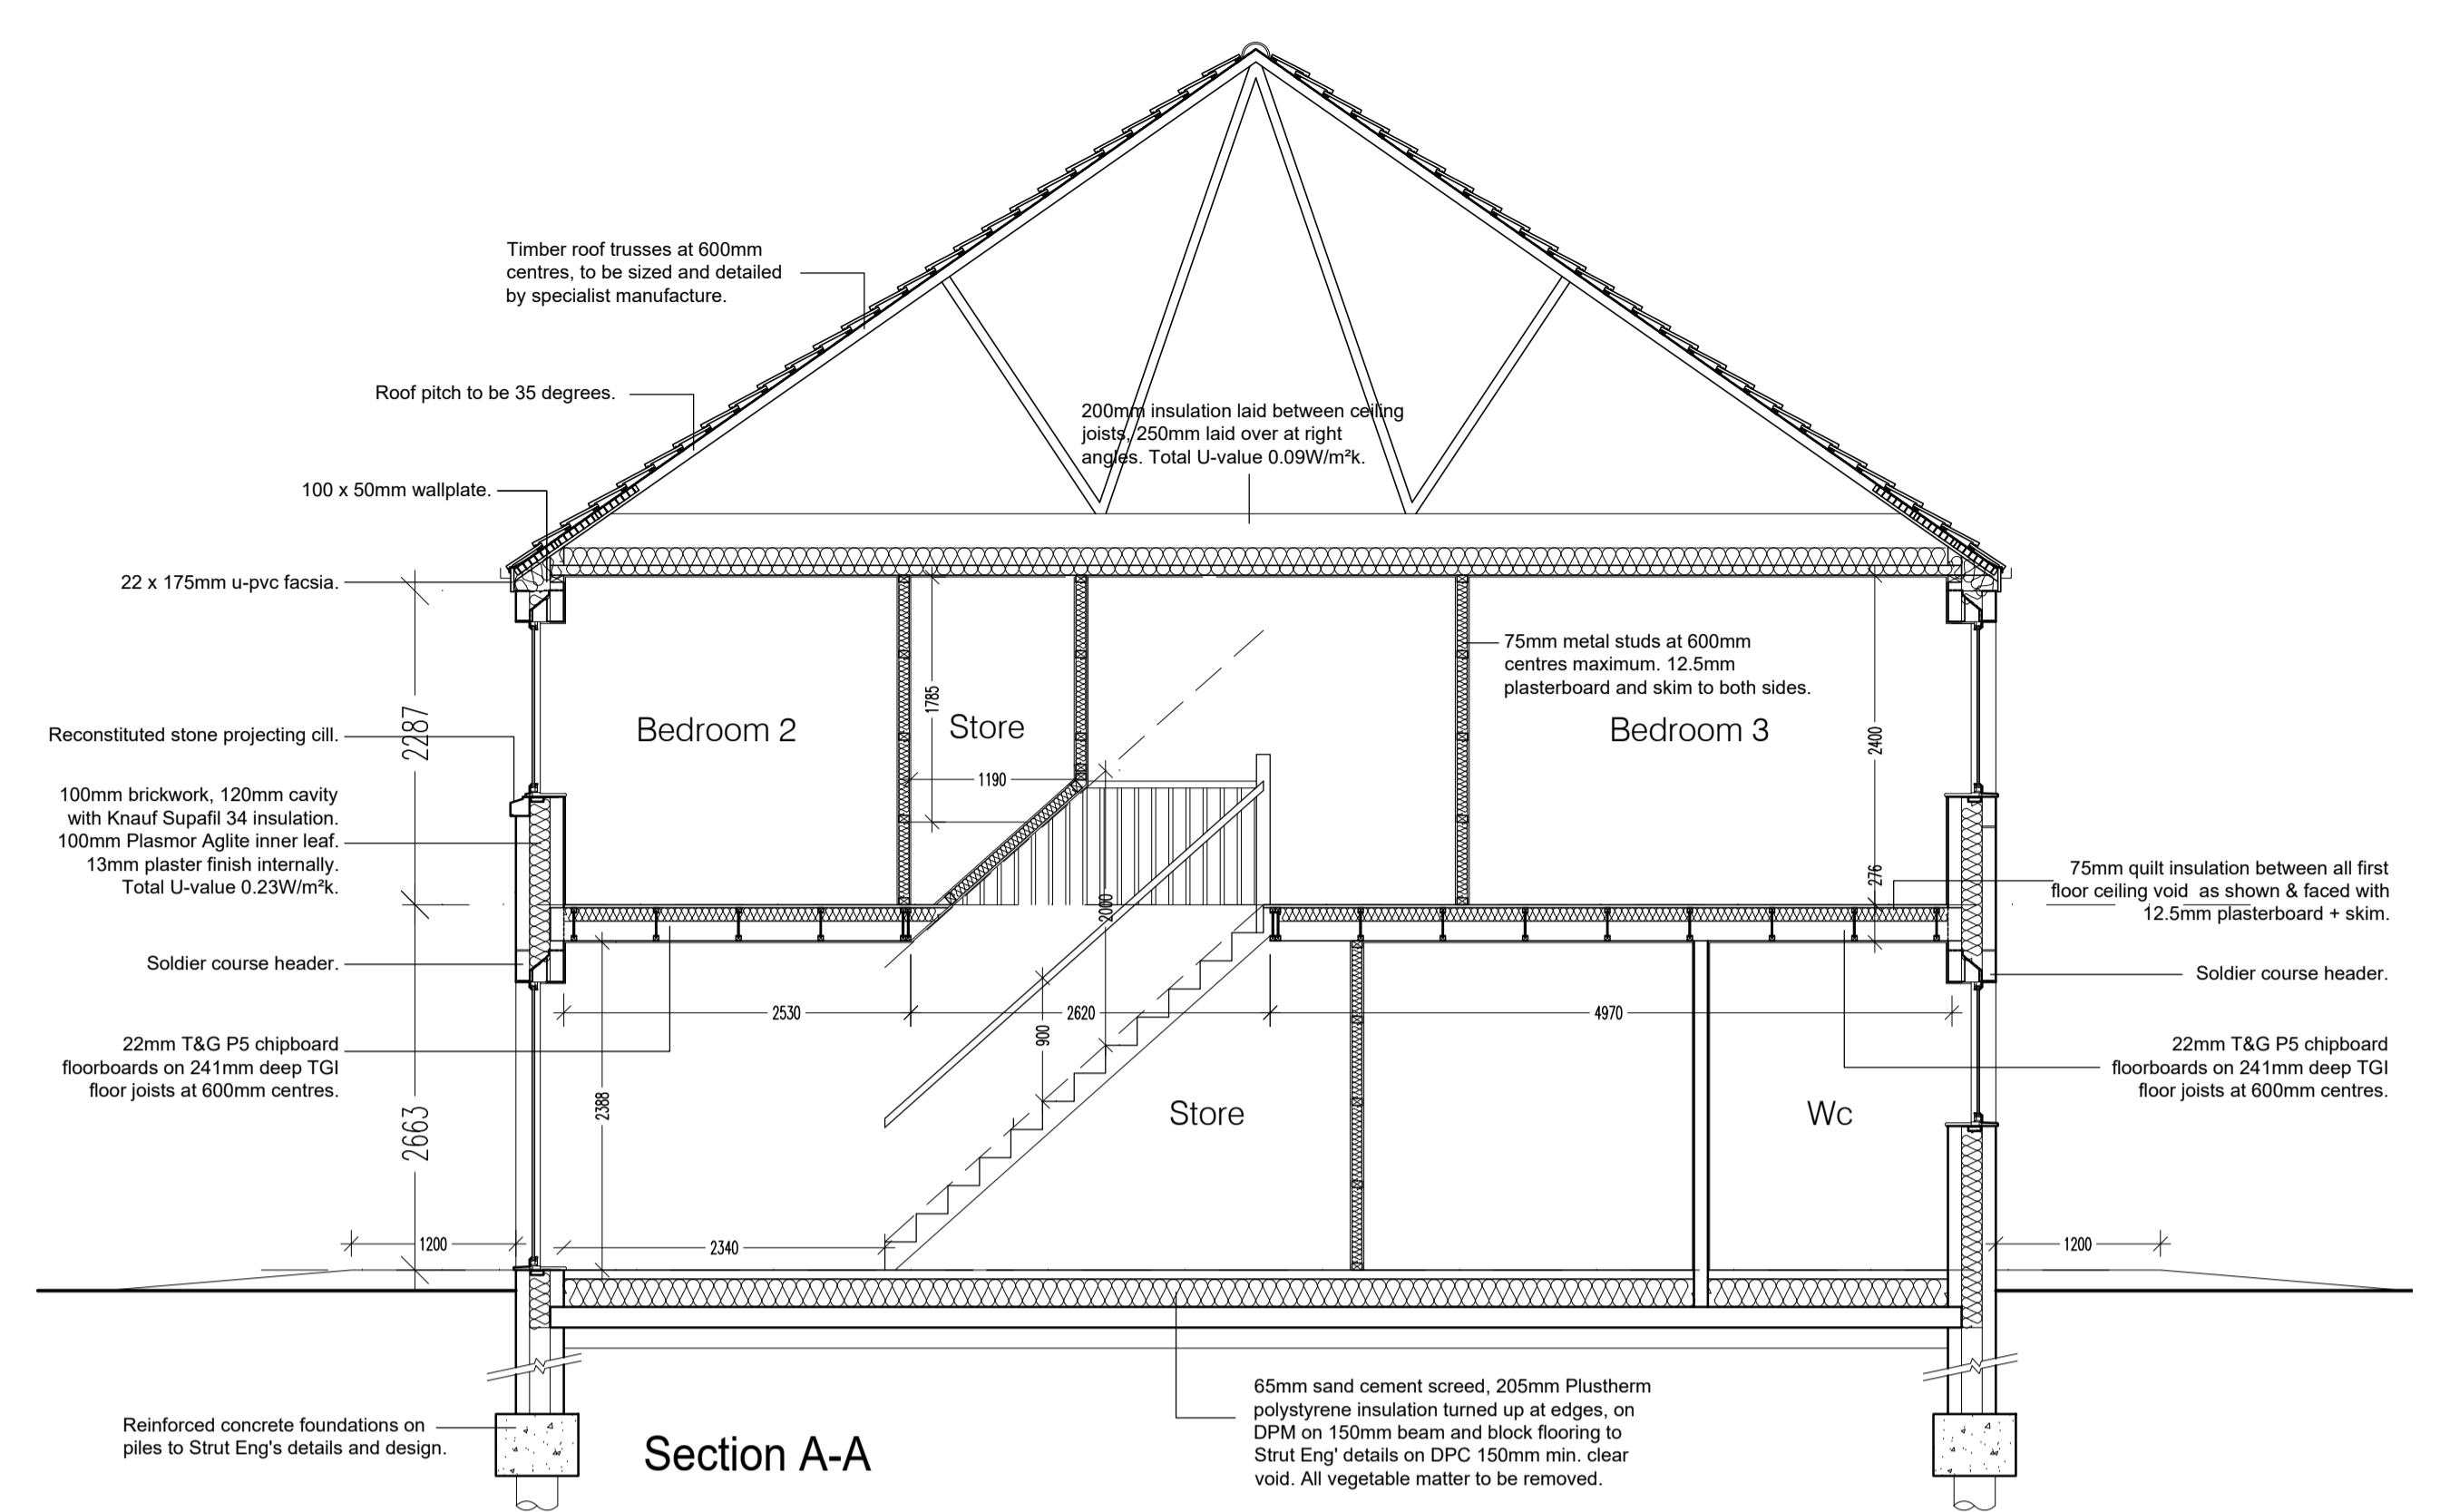 Timber roof trusses at 600mm
centres, to be sized and detailed
by specialist manufacture.
Roof pitch to be 35 degrees.
200mm insulation laid between ceiling
joists, 250mm laid over at right
angles. Total U-value 0.09W/m²k.
100 x 50mm wallplate.
22 x 175mm u-pvc facsia.
75mm metal studs at 600mm
centres maximum. 12.5mm
plasterboard and skim to both sides.
Reconstituted stone projecting cill.
2287
Bedroom 2
1785
Store
Bedroom 3
2400
1190
100mm brickwork, 120mm cavity
with Knauf Supafil 34 insulation.
100mm Plasmor Aglite inner leaf.
13mm plaster finish internally.
Total U-value 0.23W/m²k.
2000
276
75mm quilt insulation between all first
floor ceiling void as shown & faced with
12.5mm plasterboard + skim.
Soldier course header.
Soldier course header.
2530
2620
4970
900
22mm T&G P5 chipboard
floorboards on 241mm deep TGI
floor joists at 600mm centres.
22mm T&G P5 chipboard
floorboards on 241mm deep TGI
floor joists at 600mm centres.
2663
2388
Store
Wc
1200
2340
1200
65mm sand cement screed, 205mm Plustherm
polystyrene insulation turned up at edges, on
DPM on 150mm beam and block flooring to
Strut Eng' details on DPC 150mm min. clear
void. All vegetable matter to be removed.
Reinforced concrete foundations on
piles to Strut Eng's details and design.
Section A-A